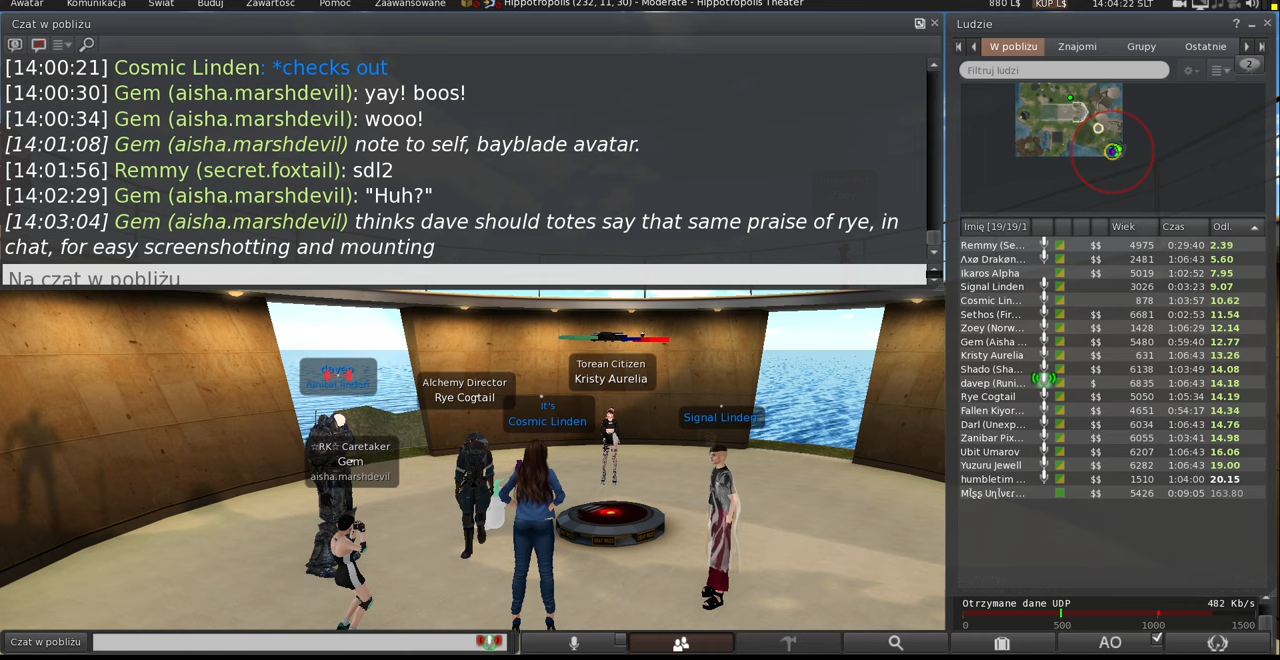 Awatar Komunikacja Świat Buduj Zawartość Pomoc Zaawansowane Hippotropolis (232, 11, 30) - Moderate - Hippotropolis Theater 880 L$ KUP L$ 14:04:22 SLT
Czat w pobliżu
[14:00:21] Cosmic Linden: *checks out
[14:00:30] Gem (aisha.marshdevil): yay! boos!
[14:00:34] Gem (aisha.marshdevil): wooo!
[14:01:08] Gem (aisha.marshdevil) note to self, bayblade avatar.
[14:01:56] Remmy (secret.foxtail): sdl2
[14:02:29] Gem (aisha.marshdevil): "Huh?"
[14:03:04] Gem (aisha.marshdevil) thinks dave should totes say that same praise of rye, in
chat, for easy screenshotting and mounting
Na czat w pobliżu
davep
Alchemy Director
Rye Cogtail
It's
Cosmic Linden
Torean Citizen
Kristy Aurelia
Signal Linden
☆RK☆ Caretaker
Gem
aisha.marshdevil
Czat w pobliżu
AO
Ludzie
W pobliżu Znajomi Grupy Ostatnie
Filtruj ludzi
2
Imię [19/19/1 Wiek Czas Odl.
Remmy (Se... $$ 4975 0:29:40 2.39
Λxø Drakøn... $$ 2481 1:06:43 5.60
Ikaros Alpha $$ 5019 1:02:52 7.95
Signal Linden 3026 0:03:23 9.07
Cosmic Lin... 878 1:03:57 10.62
Sethos (Fir... $$ 6681 0:02:53 11.54
Zoey (Norw... $$ 1428 1:06:29 12.14
Gem (Aisha ... $$ 5480 0:59:40 12.77
Kristy Aurelia $$ 631 1:06:43 13.26
Shado (Sha... $$ 6138 1:03:49 14.08
davep (Runi... $ 6835 1:06:43 14.18
Rye Cogtail $$ 5050 1:05:34 14.19
Fallen Kiyor... $$ 4651 0:54:17 14.34
Darl (Unexp... $$ 6034 1:06:43 14.76
Zanibar Pix... $$ 6055 1:03:41 14.98
Ubit Umarov $$ 6207 1:06:43 16.06
Yuzuru Jewell $$ 6282 1:06:43 19.00
humbletim ... $$ 1510 1:04:00 20.15
$$ 5426 0:09:05 163.80
Otrzymane dane UDP 482 Kb/s
0 500 1000 1500